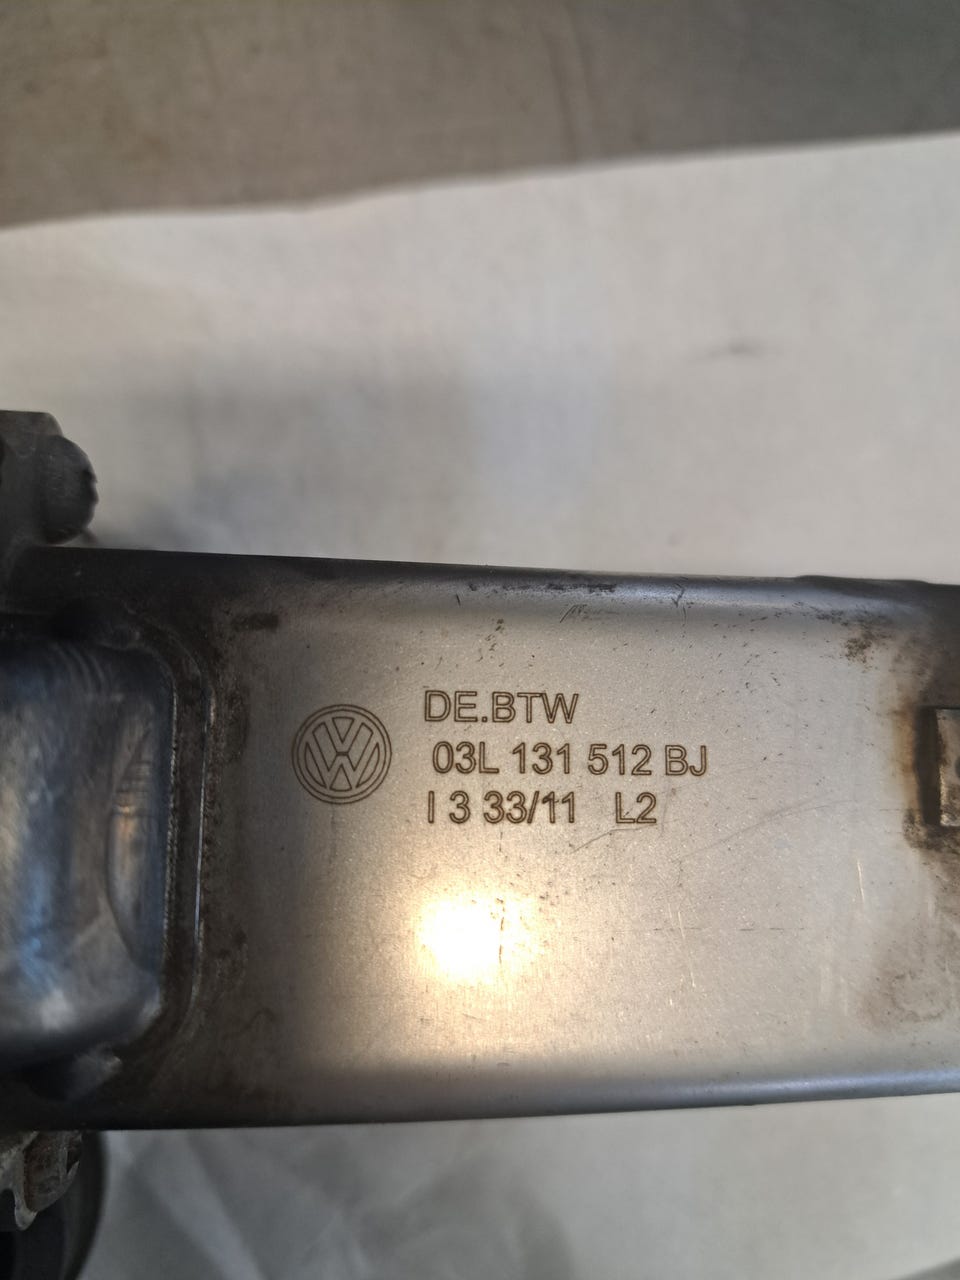 DE.BTW
03L 131 512 BJ
I 3 33/11 L2